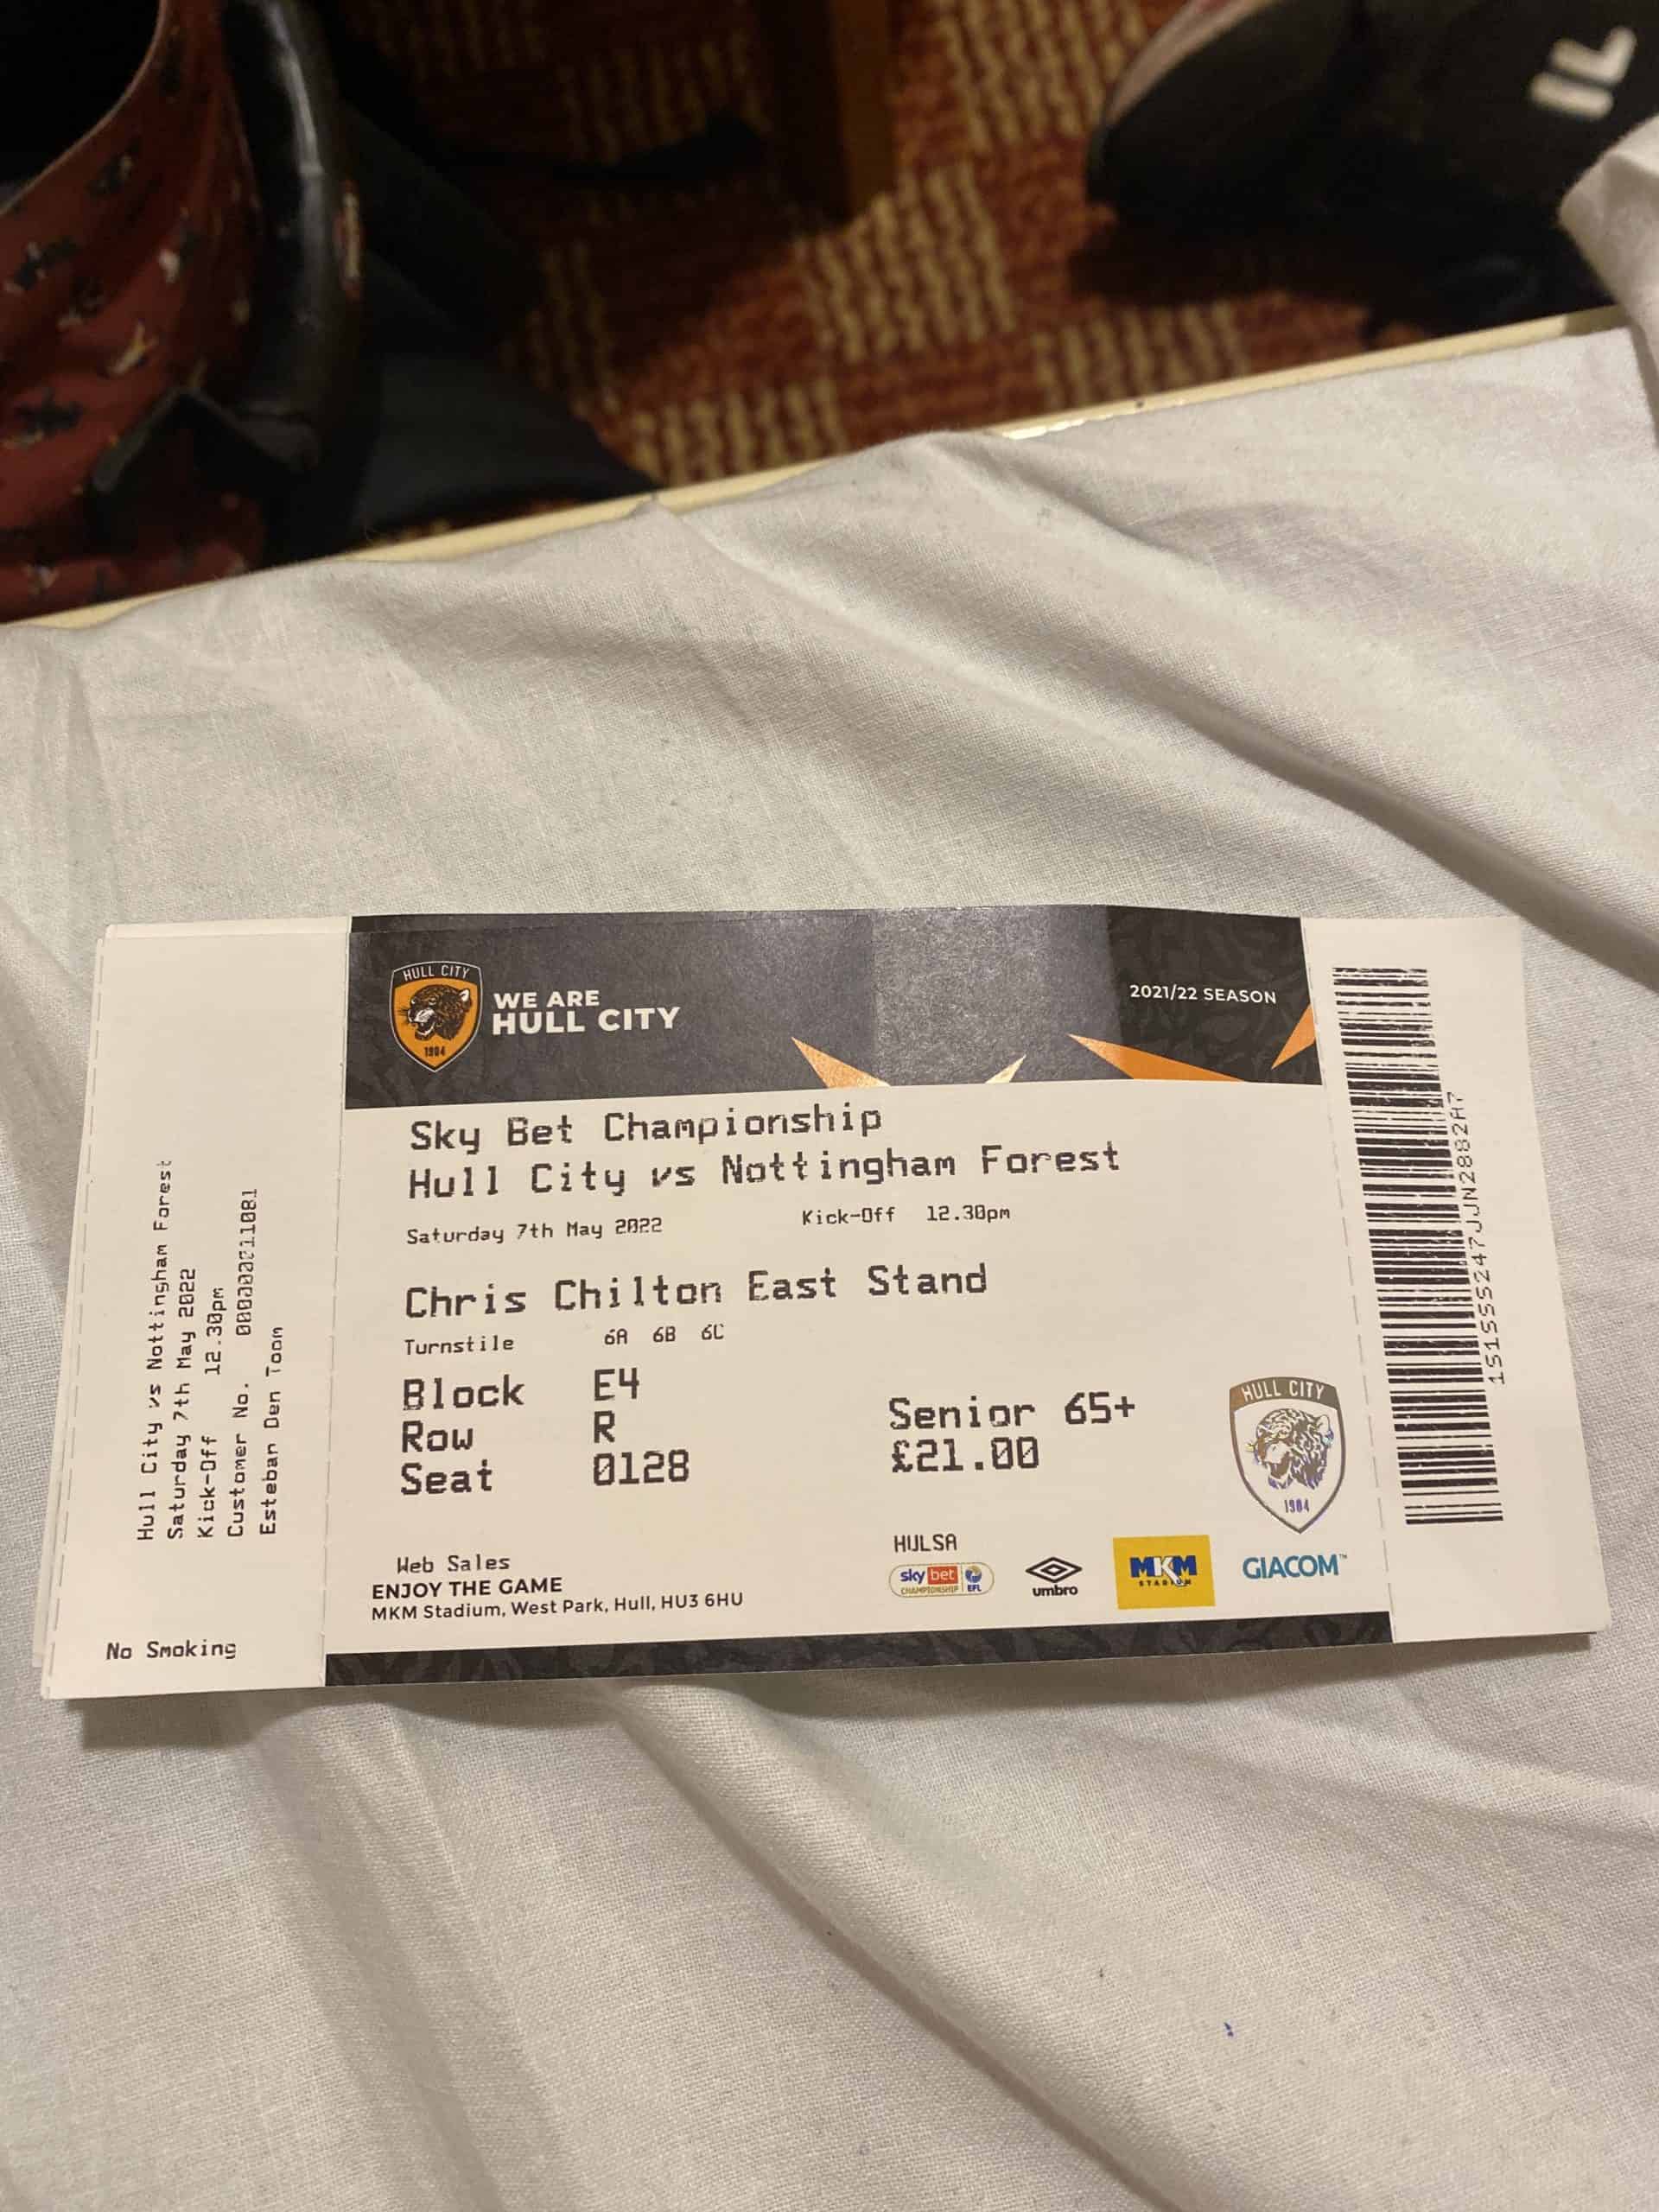 Hull City vs Nottingham Forest
Saturday 7th May 2022
Kick-Off 12.30pm
Customer No.
Esteban Den Toom
No Smoking
HULL CITY
1904
WE ARE
HULL CITY
2021/22 SEASON
Sky Bet Championship
Hull City vs Nottingham Forest
Saturday 7th May 2022 Kick-Off 12.30pm
Chris Chilton East Stand
Turnstile 6A 6B 6C
Block E4
Row R
Seat 0128
Senior 65+
£21.00
HULL CITY
1904
Web Sales
ENJOY THE GAME
MKM Stadium, West Park, Hull, HU3 6HU
HULSA
sky bet
CHAMPIONSHIP EFL
umbro
MKM
STADIUM
GIACOM™